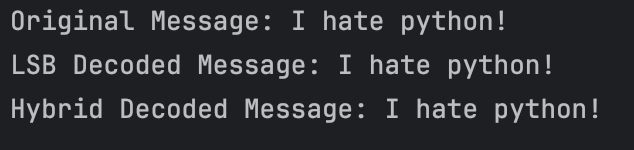 Original Message: I hate python!
LSB Decoded Message: I hate python!
Hybrid Decoded Message: I hate python!